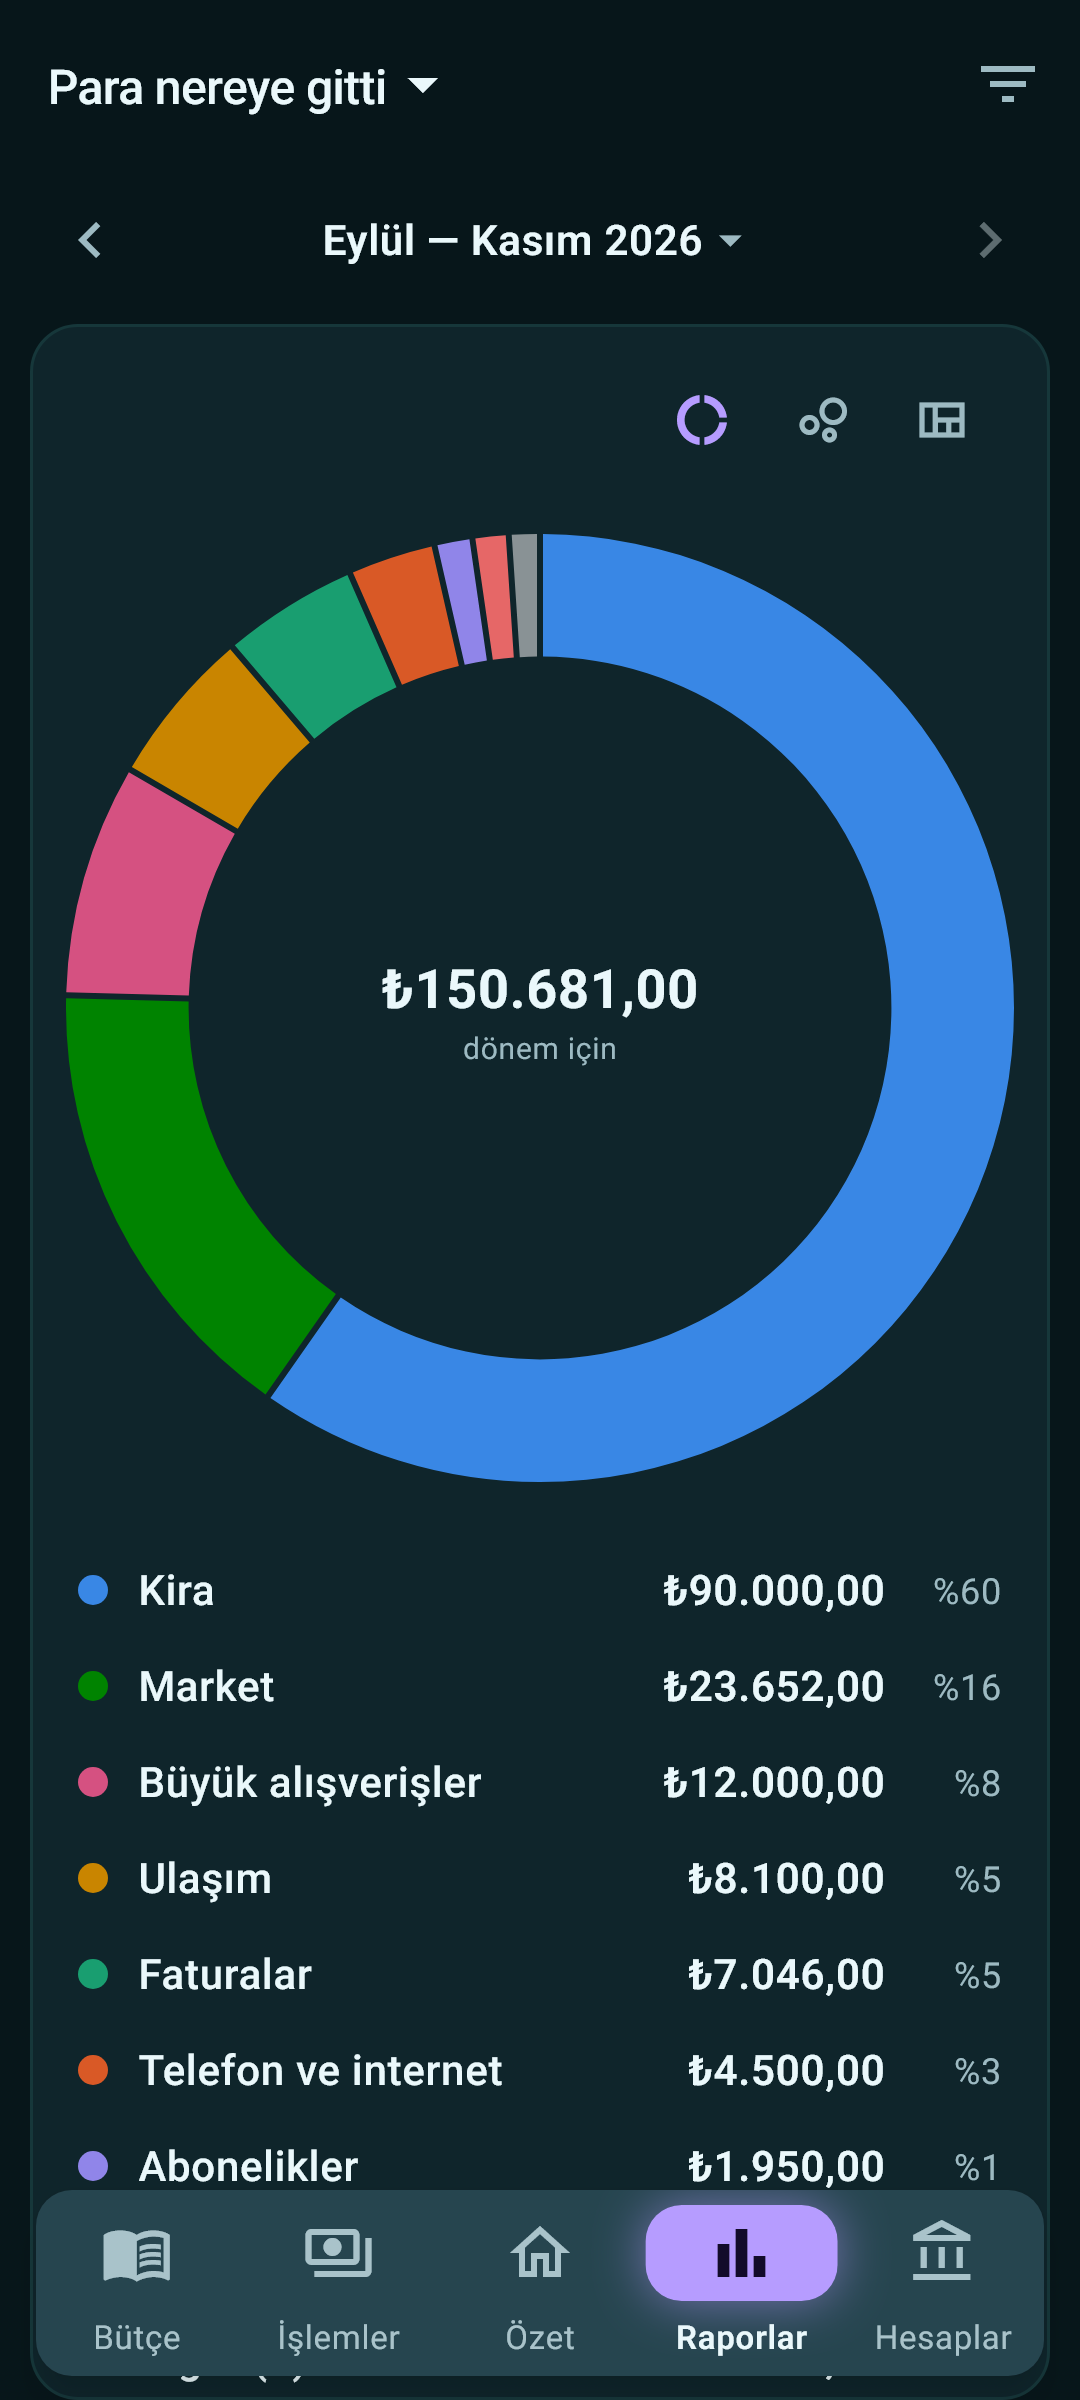 Para nereye gitti
Eylül — Kasım 2026
₺150.681,00
dönem için
Kira ₺90.000,00 %60
Market ₺23.652,00 %16
Büyük alışverişler ₺12.000,00 %8
Ulaşım ₺8.100,00 %5
Faturalar ₺7.046,00 %5
Telefon ve internet ₺4.500,00 %3
Abonelikler ₺1.950,00 %1
Bütçe İşlemler Özet Raporlar Hesaplar